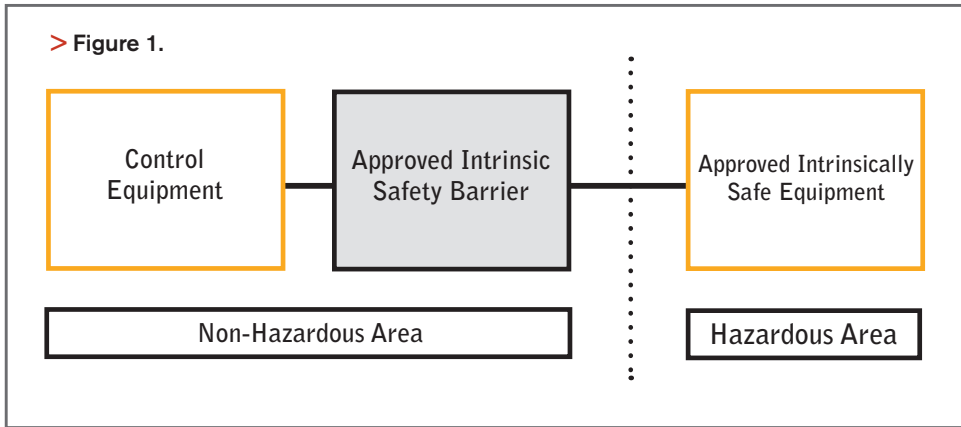 > Figure 1.
Control
Equipment
Approved Intrinsic
Safety Barrier
Approved Intrinsically
Safe Equipment
Non-Hazardous Area
Hazardous Area